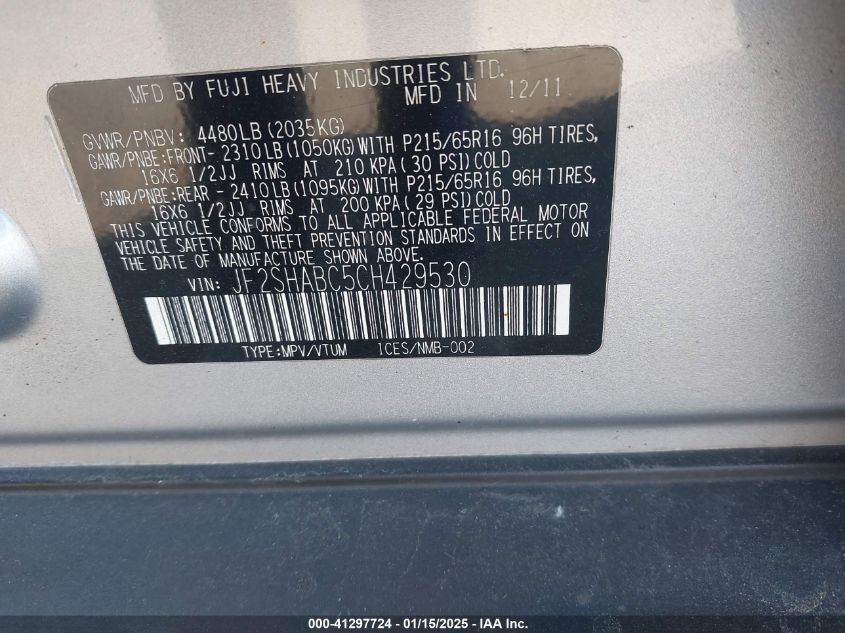 MFD BY FUJI HEAVY INDUSTRIES LTD.
MFD IN 12/11
GVWR/PNBV: 4480LB(2035KG)
GAWR/PNBE:FRONT- 2310LB(1050KG)WITH P215/65R16 96H TIRES,
16X6 1/2JJ RIMS AT 210 KPA(30 PSI)COLD
GAWR/PNBE:REAR - 2410LB(1095KG)WITH P215/65R16 96H TIRES,
16X6 1/2JJ RIMS AT 200 KPA(29 PSI)COLD
THIS VEHICLE CONFORMS TO ALL APPLICABLE FEDERAL MOTOR
VEHICLE SAFETY AND THEFT PREVENTION STANDARDS IN EFFECT ON
THE DATE OF MANUFACTURE SHOWN ABOVE.
VIN: JF2SHABC5CH429530
TYPE:MPV/VTUM ICES/NMB-002
000-41297724 - 01/15/2025 - IAA Inc.